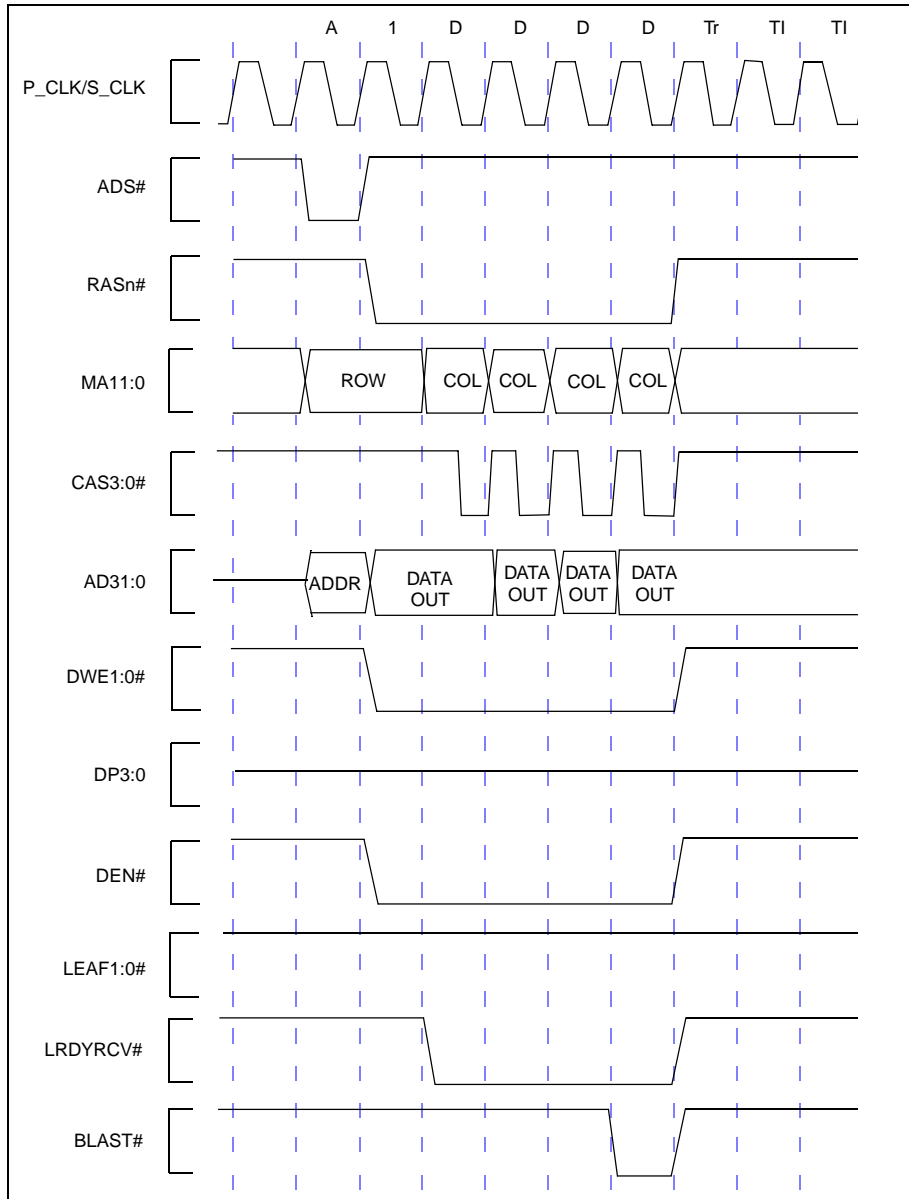 A 1 D D D D Tr TI TI
P_CLK/S_CLK
ADS#
RASn#
MA11:0 ROW COL COL COL COL
CAS3:0#
AD31:0 ADDR DATA OUT DATA OUT DATA OUT DATA OUT
DWE1:0#
DP3:0
DEN#
LEAF1:0#
LRDYRCV#
BLAST#